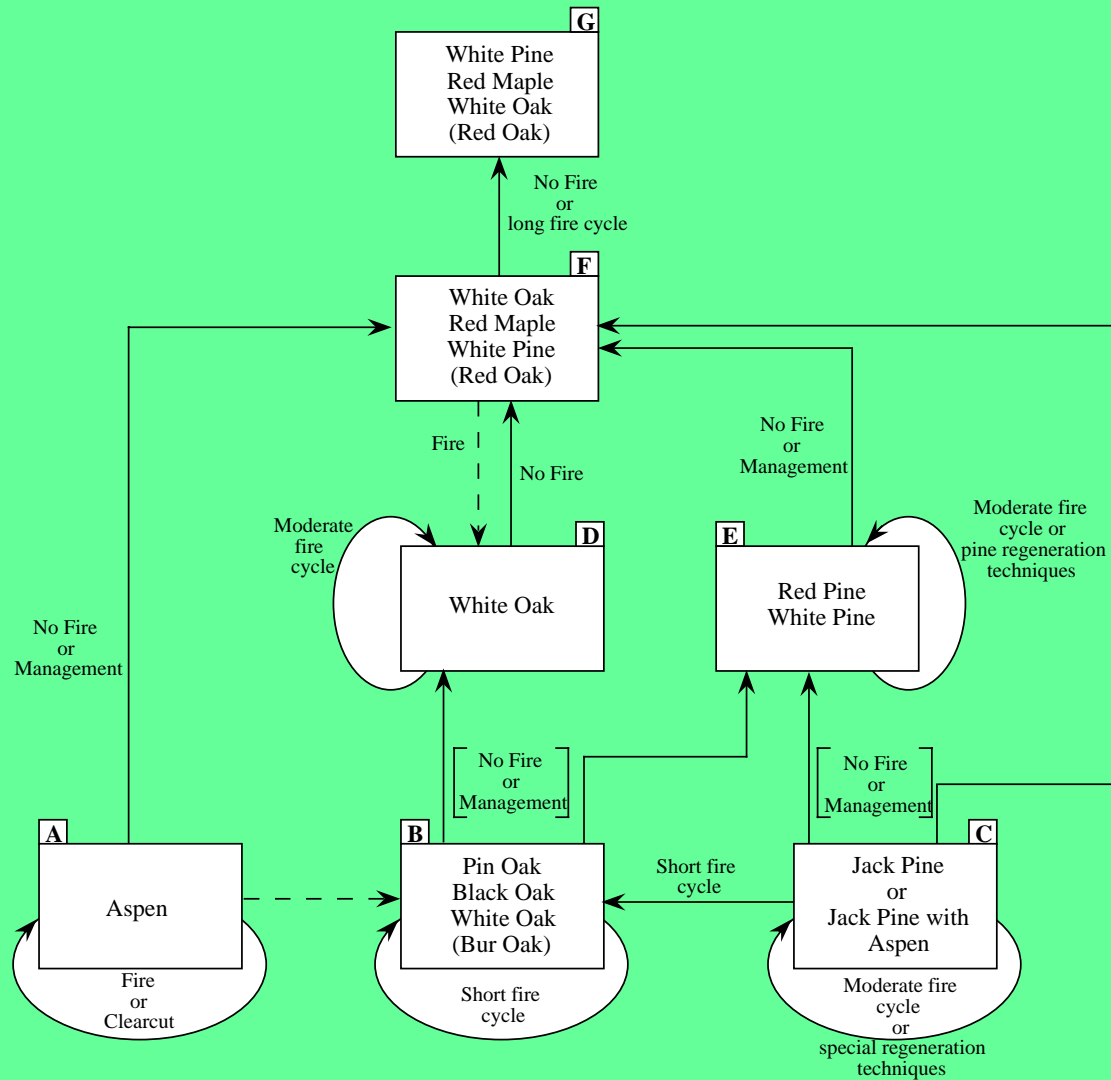 G
White Pine
Red Maple
White Oak
(Red Oak)
No Fire
or
long fire cycle
F
White Oak
Red Maple
White Pine
(Red Oak)
Fire
No Fire
No Fire
or
Management
Moderate
fire
cycle
D
White Oak
E
Red Pine
White Pine
Moderate fire
cycle or
pine regeneration
techniques
No Fire
or
Management
No Fire
or
Management
No Fire
or
Management
A
Aspen
Fire
or
Clearcut
B
Pin Oak
Black Oak
White Oak
(Bur Oak)
Short fire
cycle
Short fire
cycle
C
Jack Pine
or
Jack Pine with
Aspen
Moderate fire
cycle
or
special regeneration
techniques